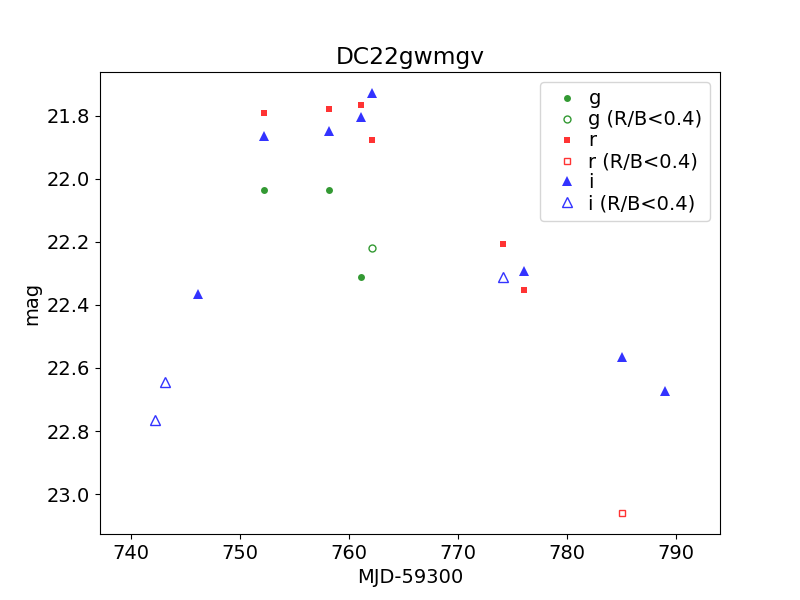 DC22gwmgv
g
g (R/B<0.4)
r
r (R/B<0.4)
i
i (R/B<0.4)
mag
21.8
22.0
22.2
22.4
22.6
22.8
23.0
740 750 760 770 780 790
MJD-59300